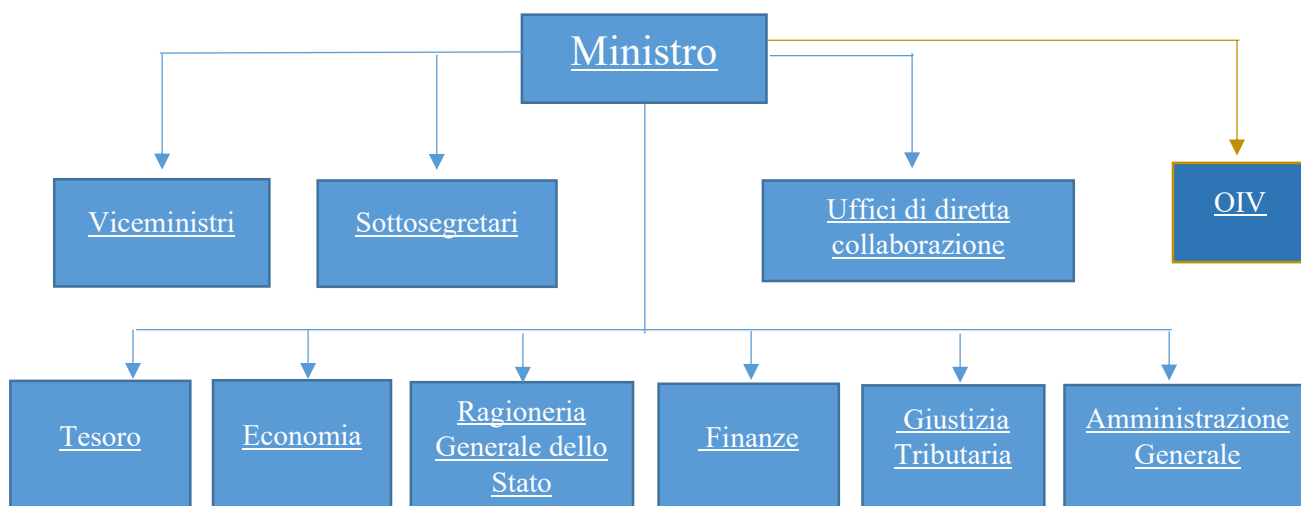 Ministro
Viceministri
Sottosegretari
Uffici di diretta
collaborazione
OIV
Tesoro
Economia
Ragioneria
Generale dello
Stato
Finanze
Giustizia
Tributaria
Amministrazione
Generale